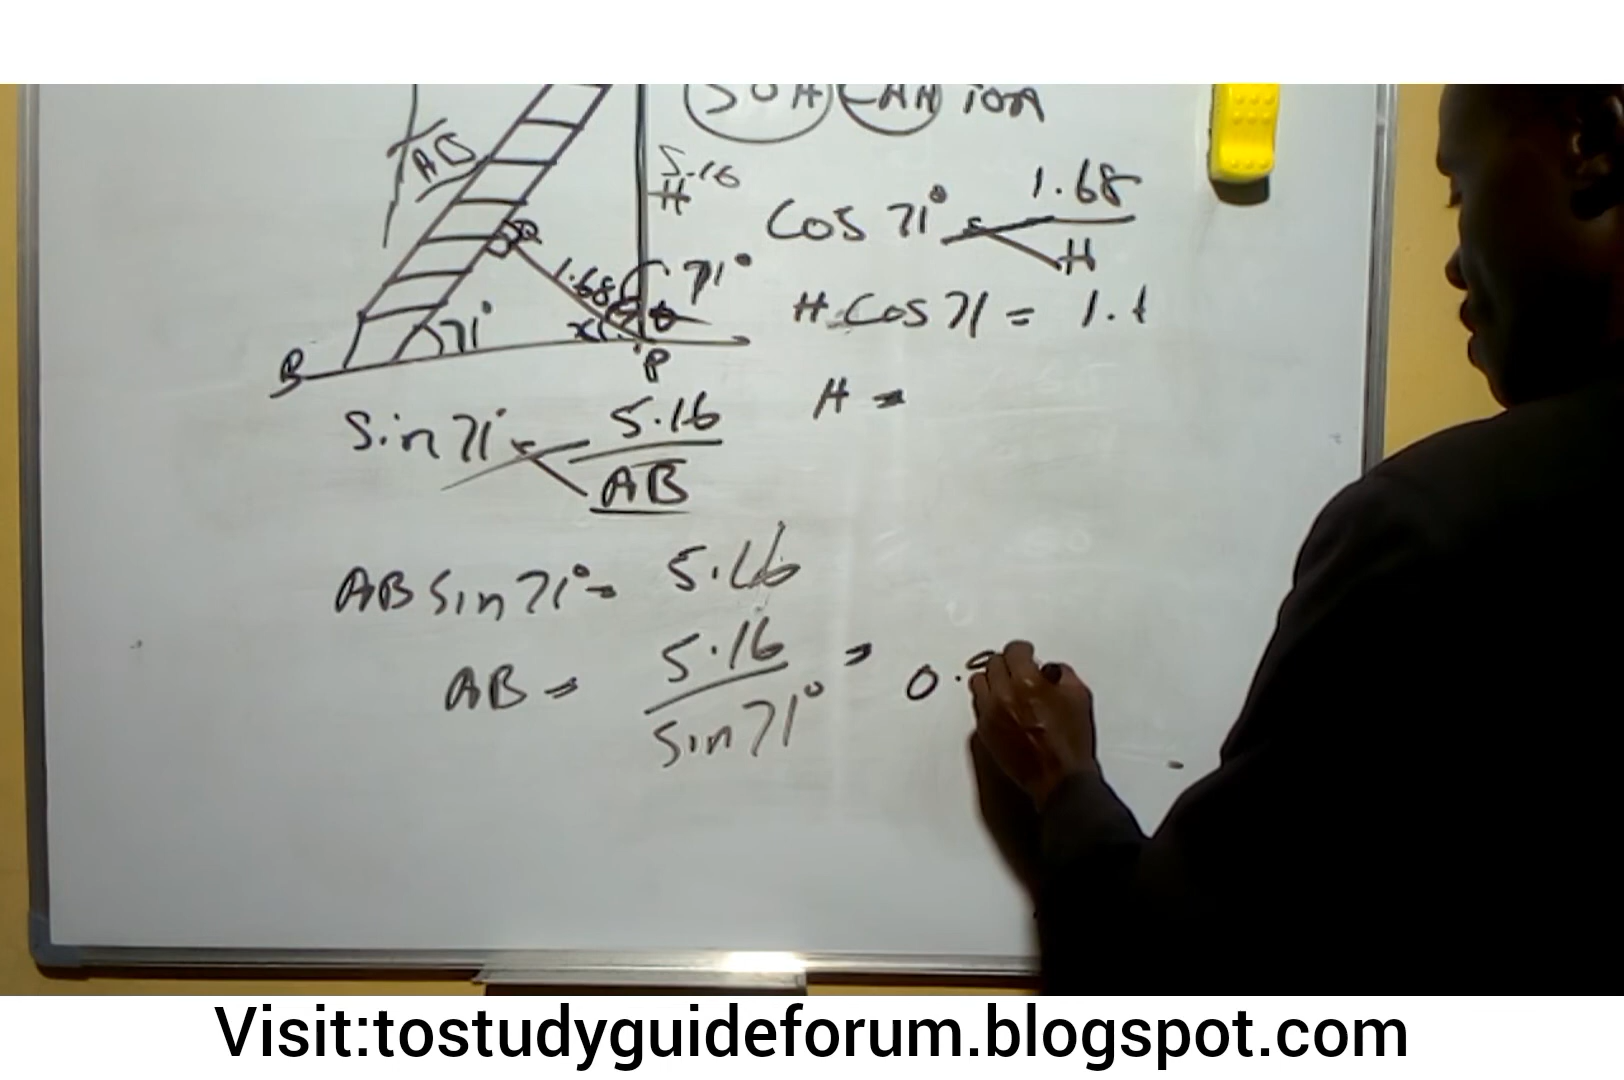 SOH CAH TOA
AB
5.16
H
Cos 71° = 1.68
H
Q
1.68
71°
H Cos 71 = 1.
71°
x
θ
B
P
H =
Sin 71° = 5.16
AB
AB Sin 71° = 5.16
AB = 5.16 = 0.9
Sin 71°
Visit:tostudyguideforum.blogspot.com